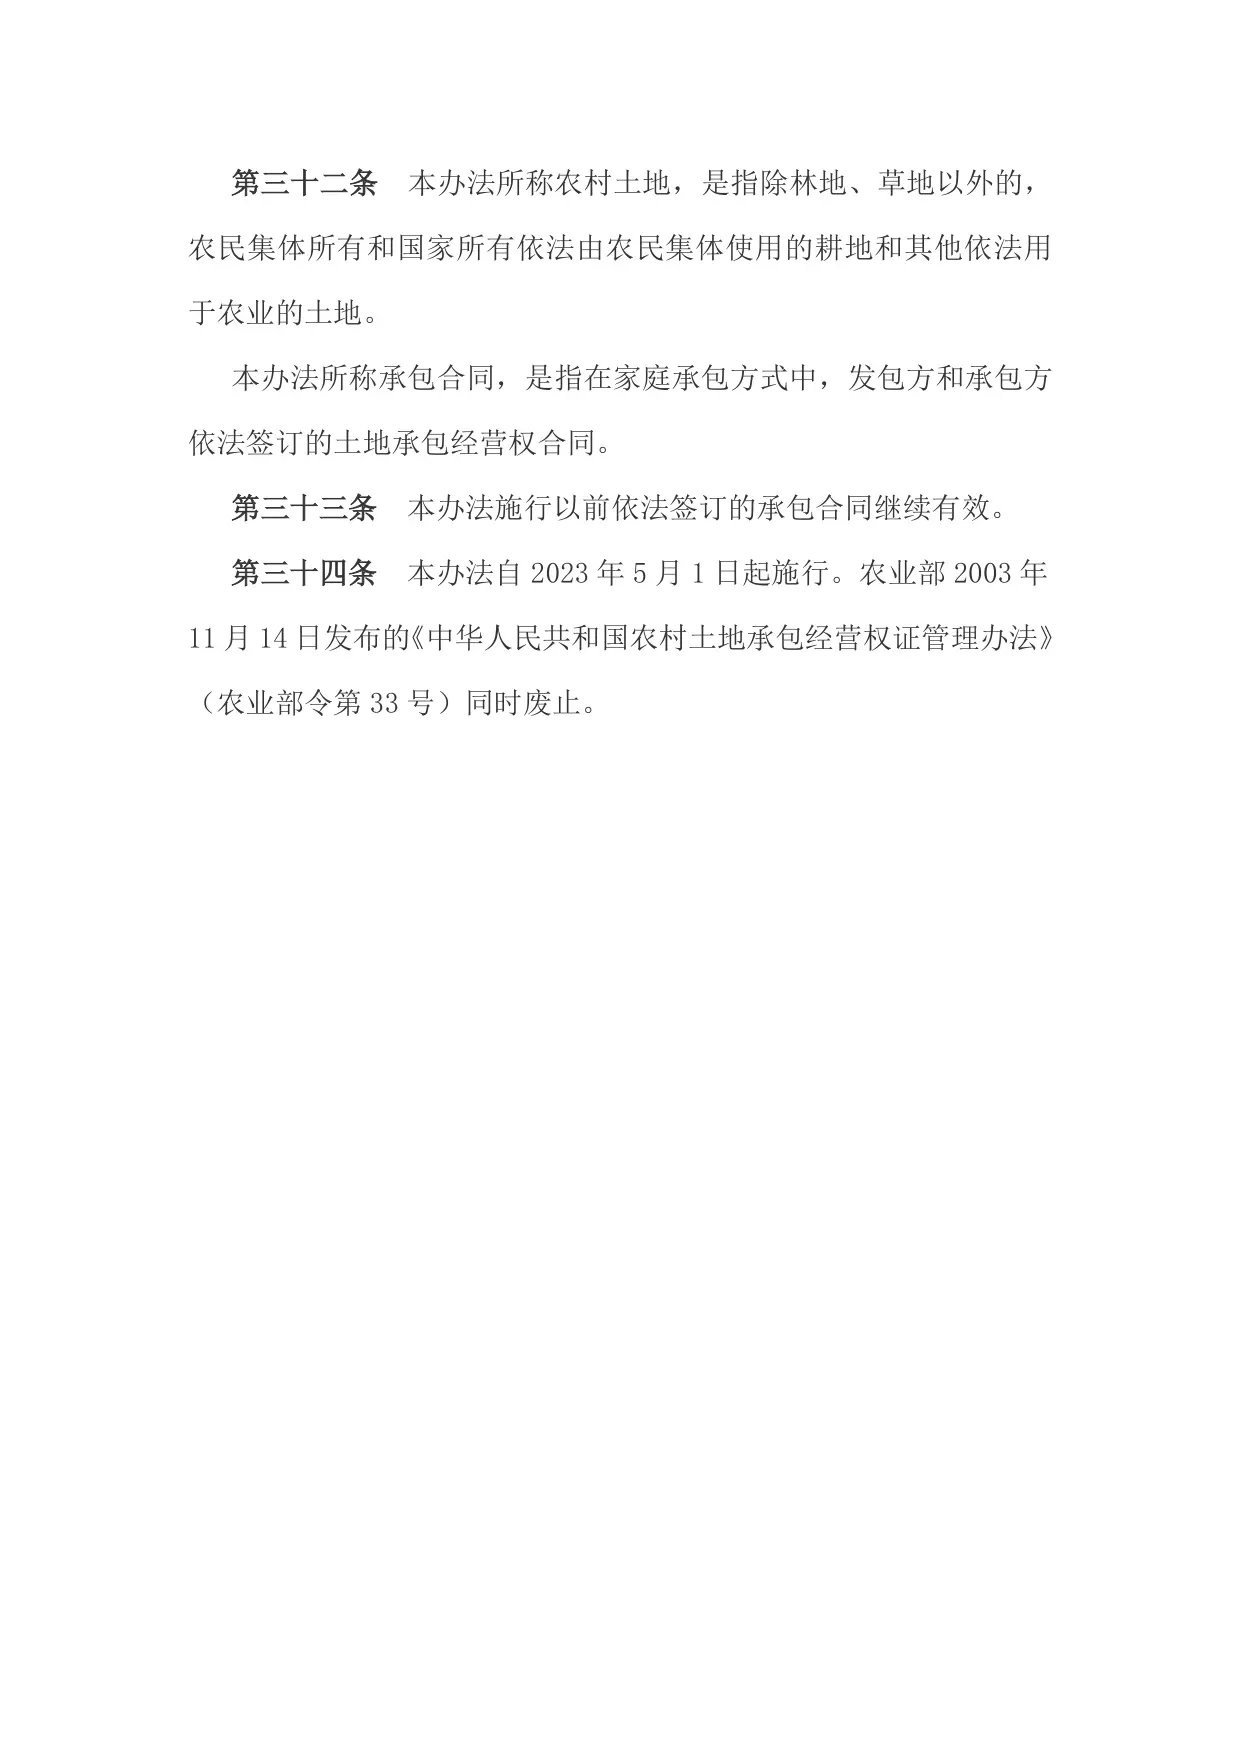 第三十二条　本办法所称农村土地，是指除林地、草地以外的，
农民集体所有和国家所有依法由农民集体使用的耕地和其他依法用
于农业的土地。
本办法所称承包合同，是指在家庭承包方式中，发包方和承包方
依法签订的土地承包经营权合同。
第三十三条　本办法施行以前依法签订的承包合同继续有效。
第三十四条　本办法自 2023 年 5 月 1 日起施行。农业部 2003 年
11 月 14 日发布的《中华人民共和国农村土地承包经营权证管理办法》
（农业部令第 33 号）同时废止。